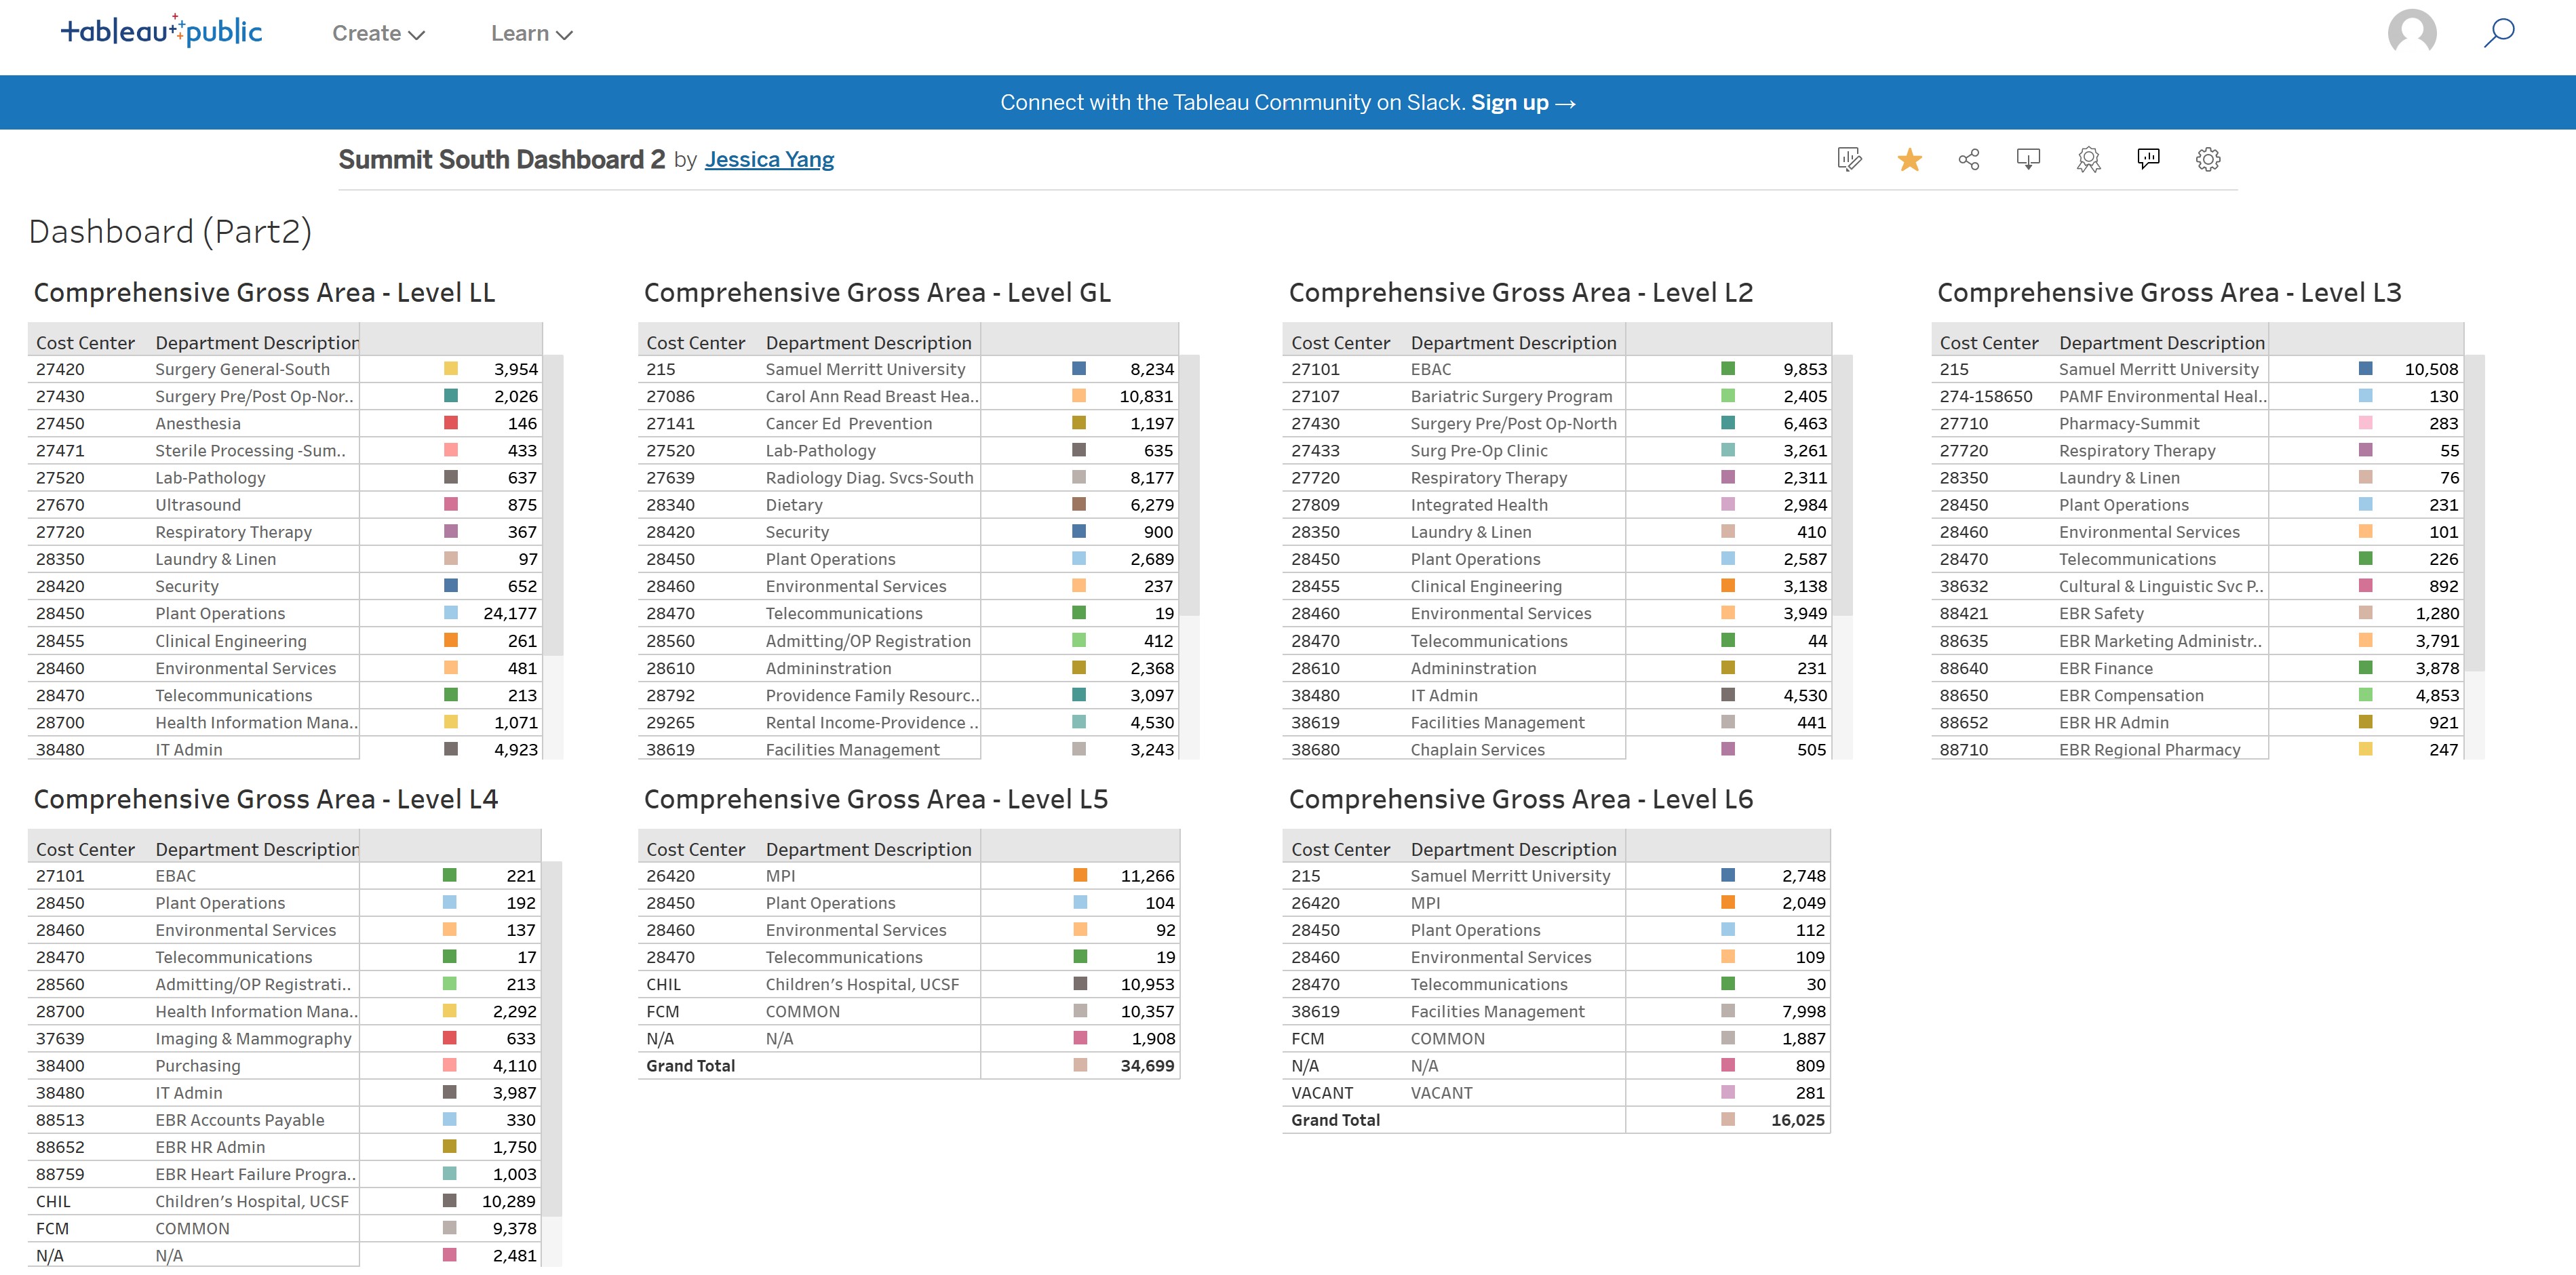 tableau public Create Learn
Connect with the Tableau Community on Slack. Sign up →
Summit South Dashboard 2 by Jessica Yang
Dashboard (Part2)
Comprehensive Gross Area - Level LL
Cost Center Department Description
27420 Surgery General-South 3,954
27430 Surgery Pre/Post Op-Nor.. 2,026
27450 Anesthesia 146
27471 Sterile Processing -Sum.. 433
27520 Lab-Pathology 637
27670 Ultrasound 875
27720 Respiratory Therapy 367
28350 Laundry & Linen 97
28420 Security 652
28450 Plant Operations 24,177
28455 Clinical Engineering 261
28460 Environmental Services 481
28470 Telecommunications 213
28700 Health Information Mana.. 1,071
38480 IT Admin 4,923
Comprehensive Gross Area - Level GL
Cost Center Department Description
215 Samuel Merritt University 8,234
27086 Carol Ann Read Breast Hea.. 10,831
27141 Cancer Ed Prevention 1,197
27520 Lab-Pathology 635
27639 Radiology Diag. Svcs-South 8,177
28340 Dietary 6,279
28420 Security 900
28450 Plant Operations 2,689
28460 Environmental Services 237
28470 Telecommunications 19
28560 Admitting/OP Registration 412
28610 Admininstration 2,368
28792 Providence Family Resourc.. 3,097
29265 Rental Income-Providence .. 4,530
38619 Facilities Management 3,243
Comprehensive Gross Area - Level L2
Cost Center Department Description
27101 EBAC 9,853
27107 Bariatric Surgery Program 2,405
27430 Surgery Pre/Post Op-North 6,463
27433 Surg Pre-Op Clinic 3,261
27720 Respiratory Therapy 2,311
27809 Integrated Health 2,984
28350 Laundry & Linen 410
28450 Plant Operations 2,587
28455 Clinical Engineering 3,138
28460 Environmental Services 3,949
28470 Telecommunications 44
28610 Admininstration 231
38480 IT Admin 4,530
38619 Facilities Management 441
38680 Chaplain Services 505
Comprehensive Gross Area - Level L3
Cost Center Department Description
215 Samuel Merritt University 10,508
274-158650 PAMF Environmental Heal.. 130
27710 Pharmacy-Summit 283
27720 Respiratory Therapy 55
28350 Laundry & Linen 76
28450 Plant Operations 231
28460 Environmental Services 101
28470 Telecommunications 226
38632 Cultural & Linguistic Svc P.. 892
88421 EBR Safety 1,280
88635 EBR Marketing Administr.. 3,791
88640 EBR Finance 3,878
88650 EBR Compensation 4,853
88652 EBR HR Admin 921
88710 EBR Regional Pharmacy 247
Comprehensive Gross Area - Level L4
Cost Center Department Description
27101 EBAC 221
28450 Plant Operations 192
28460 Environmental Services 137
28470 Telecommunications 17
28560 Admitting/OP Registrati.. 213
28700 Health Information Mana.. 2,292
37639 Imaging & Mammography 633
38400 Purchasing 4,110
38480 IT Admin 3,987
88513 EBR Accounts Payable 330
88652 EBR HR Admin 1,750
88759 EBR Heart Failure Progra.. 1,003
CHIL Children's Hospital, UCSF 10,289
FCM COMMON 9,378
N/A N/A 2,481
Comprehensive Gross Area - Level L5
Cost Center Department Description
26420 MPI 11,266
28450 Plant Operations 104
28460 Environmental Services 92
28470 Telecommunications 19
CHIL Children's Hospital, UCSF 10,953
FCM COMMON 10,357
N/A N/A 1,908
Grand Total 34,699
Comprehensive Gross Area - Level L6
Cost Center Department Description
215 Samuel Merritt University 2,748
26420 MPI 2,049
28450 Plant Operations 112
28460 Environmental Services 109
28470 Telecommunications 30
38619 Facilities Management 7,998
FCM COMMON 1,887
N/A N/A 809
VACANT VACANT 281
Grand Total 16,025